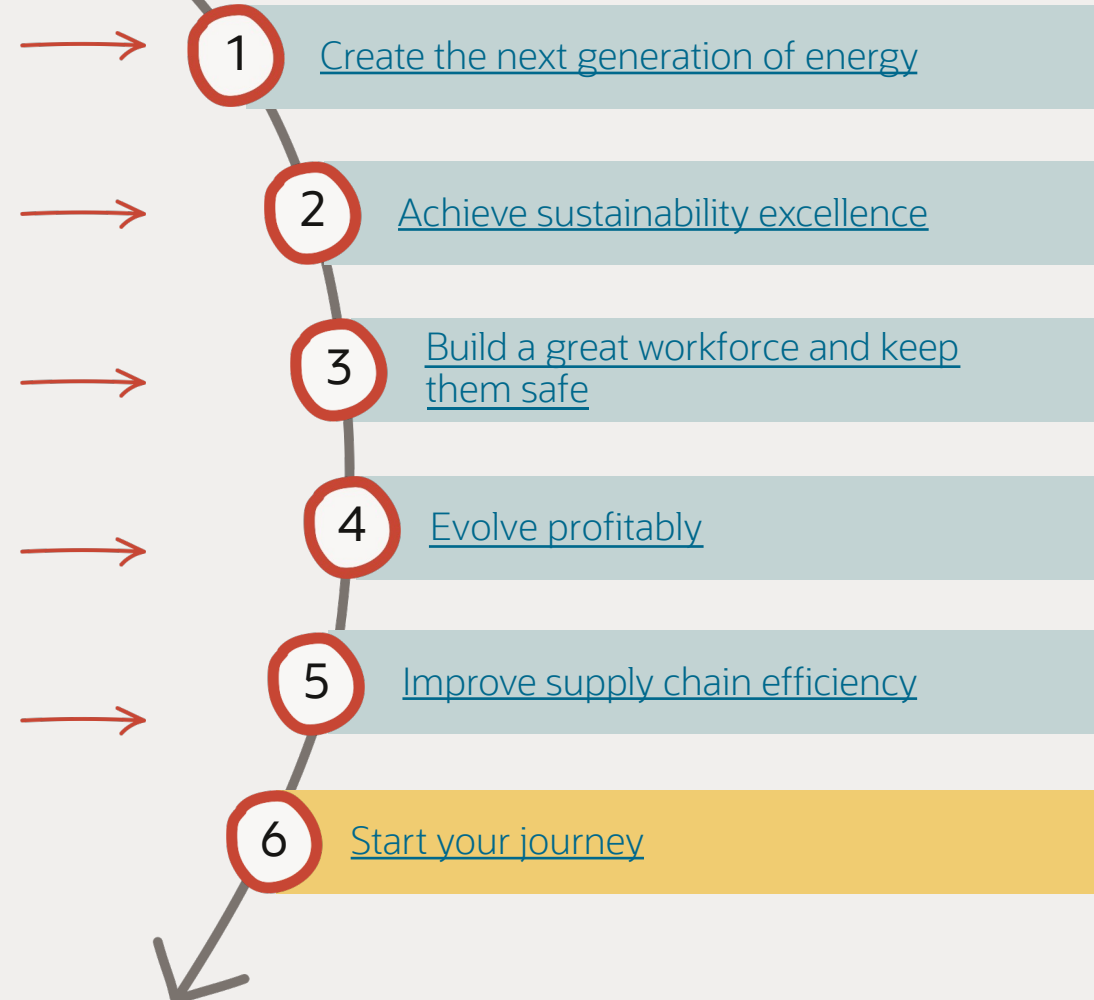 1
Create the next generation of energy
2
Achieve sustainability excellence
3
Build a great workforce and keep
them safe
4
Evolve profitably
5
Improve supply chain efficiency
6
Start your journey